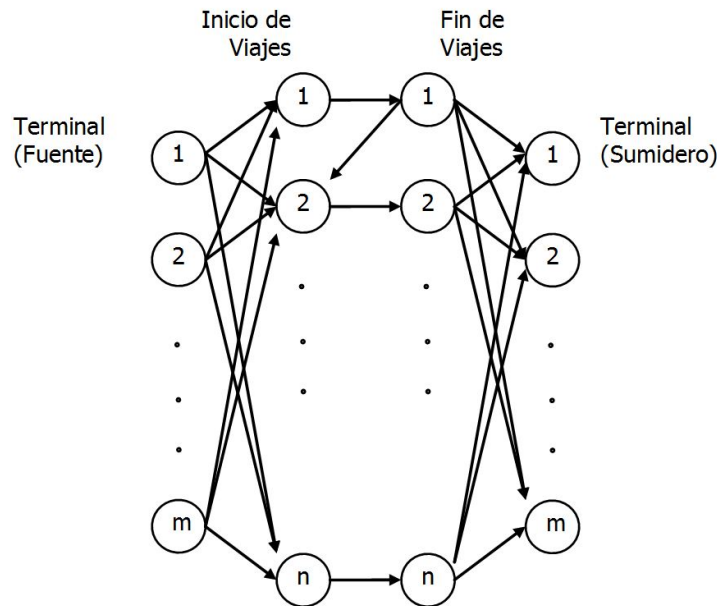 Inicio de
Viajes
Fin de
Viajes
Terminal
(Fuente)
Terminal
(Sumidero)
1
1
1
1
2
2
2
2
m
m
n
n